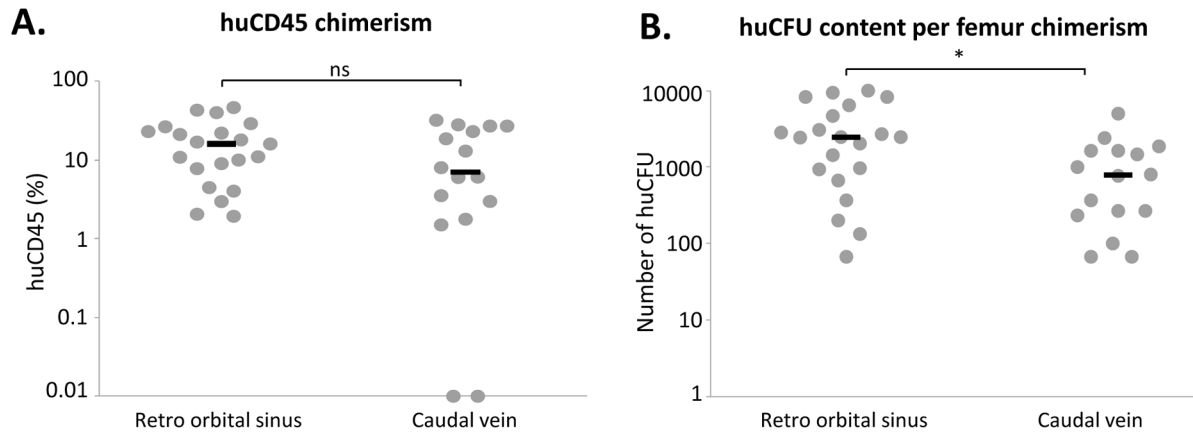 A.
huCD45 chimerism
ns
huCD45 (%)
100
10
1
0.1
0.01
Retro orbital sinus
Caudal vein
B.
huCFU content per femur chimerism
*
Number of huCFU
10000
1000
100
10
1
Retro orbital sinus
Caudal vein